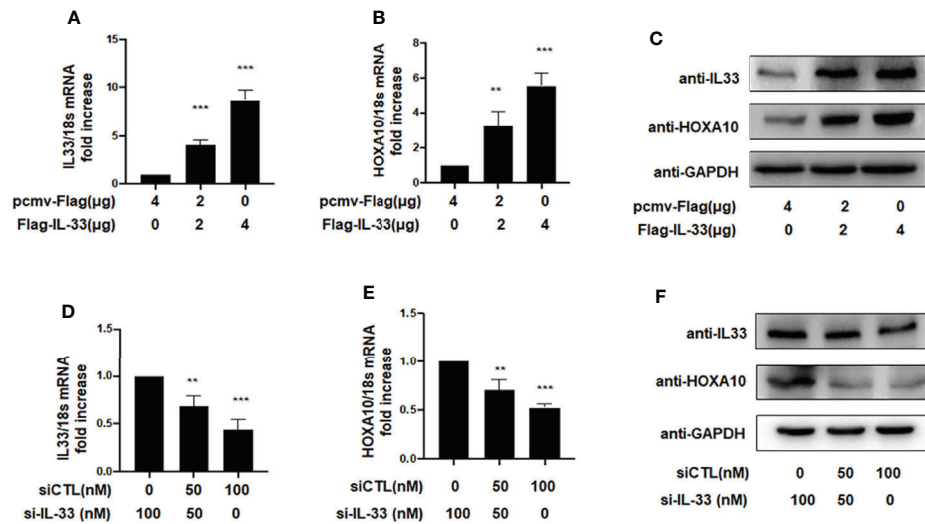 A
IL33/18s mRNA
fold increase
15
10
5
0
***
***
pcmv-Flag(µg) 4 2 0
Flag-IL-33(µg) 0 2 4
B
HOXA10/18s mRNA
fold increase
8
6
4
2
0
**
***
pcmv-Flag(µg) 4 2 0
Flag-IL-33(µg) 0 2 4
C
anti-IL33
anti-HOXA10
anti-GAPDH
pcmv-Flag(µg) 4 2 0
Flag-IL-33(µg) 0 2 4
D
IL33/18s mRNA
fold increase
1.5
1.0
0.5
0.0
**
***
siCTL(nM) 0 50 100
si-IL-33 (nM) 100 50 0
E
HOXA10/18s mRNA
fold increase
1.5
1.0
0.5
0.0
**
***
siCTL(nM) 0 50 100
si-IL-33 (nM) 100 50 0
F
anti-IL33
anti-HOXA10
anti-GAPDH
siCTL(nM) 0 50 100
si-IL-33 (nM) 100 50 0